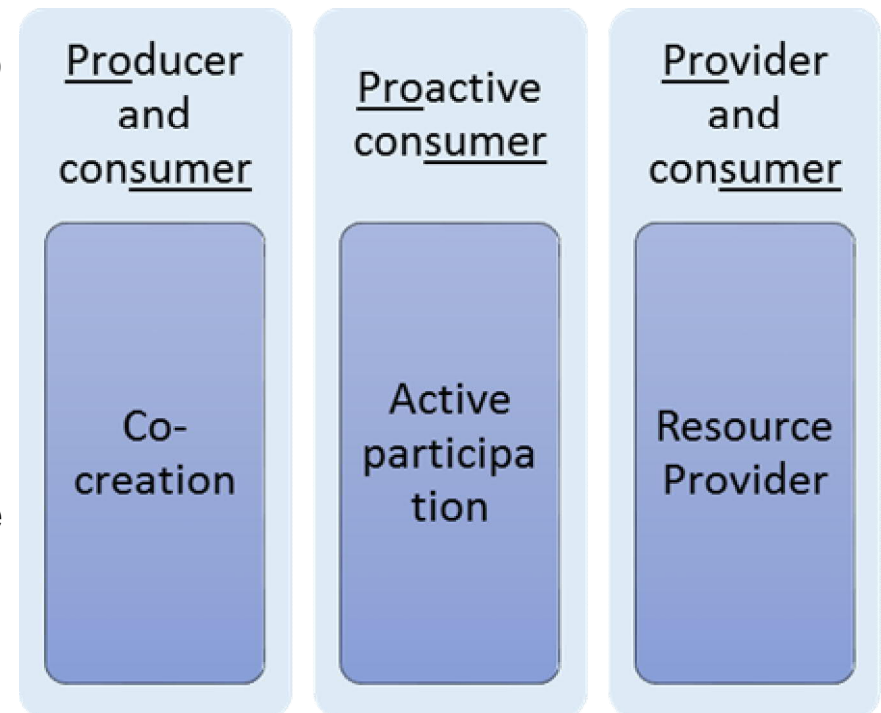 Producer
and
consumer
Co-
creation
Proactive
consumer
Active
participa
tion
Provider
and
consumer
Resource
Provider